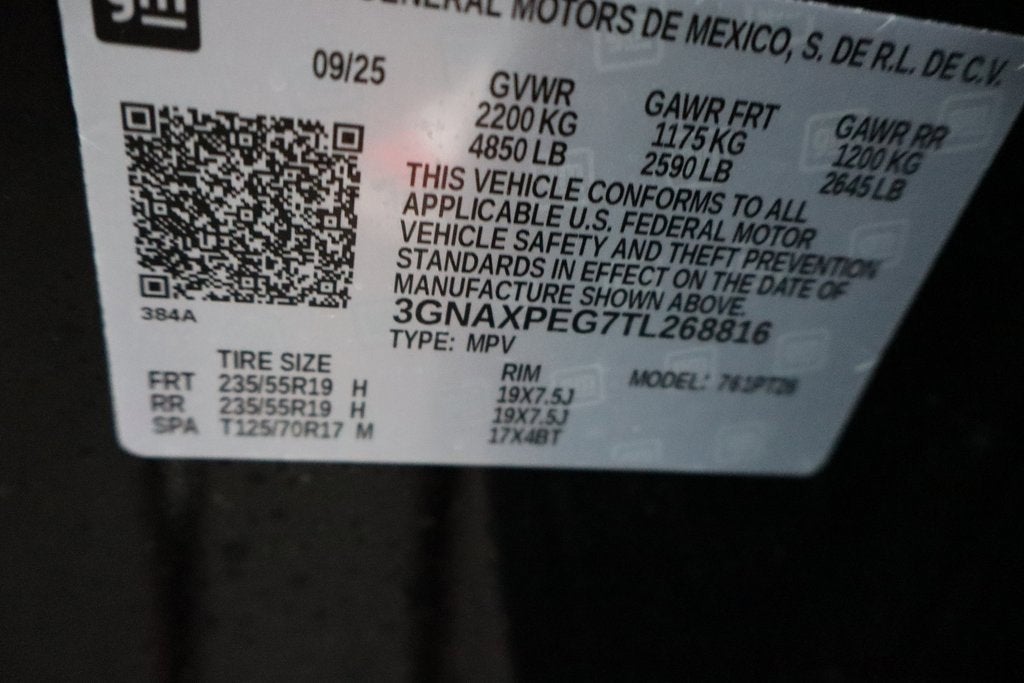 gm
GENERAL MOTORS DE MEXICO, S. DE R.L. DE C.V.
09/25
GVWR
2200 KG
4850 LB
GAWR FRT
1175 KG
2590 LB
GAWR RR
1200 KG
2645 LB
THIS VEHICLE CONFORMS TO ALL
APPLICABLE U.S. FEDERAL MOTOR
VEHICLE SAFETY AND THEFT PREVENTION
STANDARDS IN EFFECT ON THE DATE OF
MANUFACTURE SHOWN ABOVE.
3GNAXPEG7TL268816
384A
TYPE: MPV
TIRE SIZE
RIM
MODEL:
FRT 235/55R19 H 19X7.5J
RR 235/55R19 H 19X7.5J
SPA T125/70R17 M 17X4BT